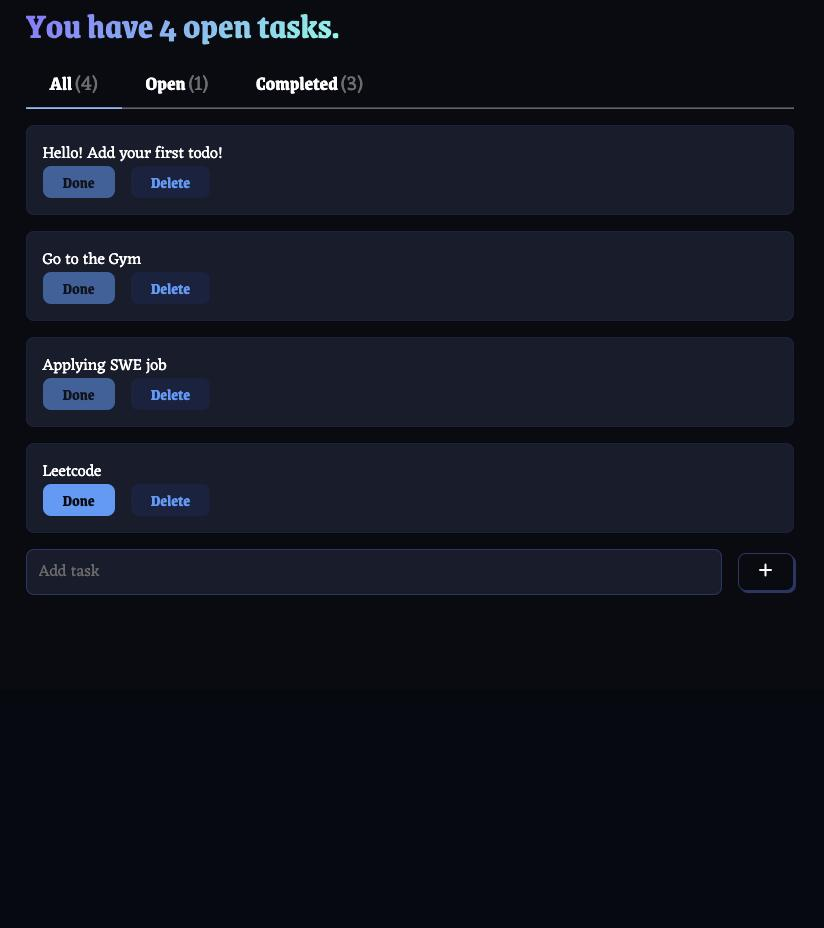 You have 4 open tasks.
All (4) Open (1) Completed (3)
Hello! Add your first todo!
Done Delete
Go to the Gym
Done Delete
Applying SWE job
Done Delete
Leetcode
Done Delete
Add task +